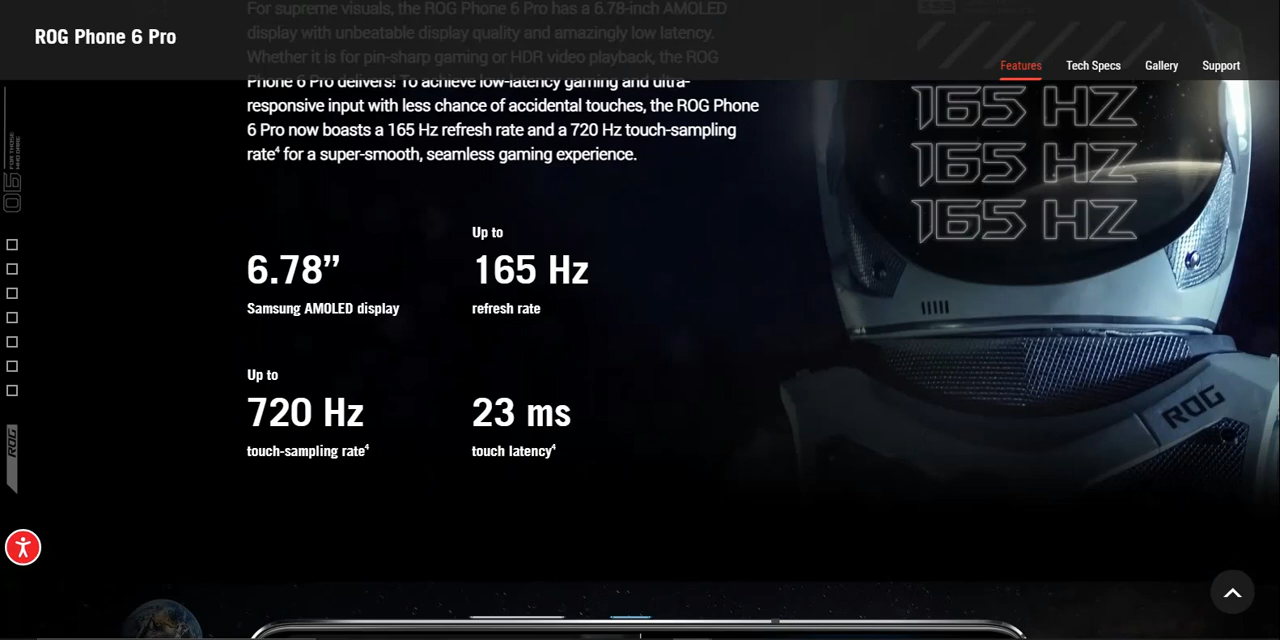 ROG Phone 6 Pro
Features
Tech Specs
Gallery
Support
For supreme visuals, the ROG Phone 6 Pro has a 6.78-inch AMOLED
display with unbeatable display quality and amazingly low latency.
Whether it is for pin-sharp gaming or HDR video playback, the ROG
Phone 6 Pro delivers! To achieve low-latency gaming and ultra-
responsive input with less chance of accidental touches, the ROG Phone
6 Pro now boasts a 165 Hz refresh rate and a 720 Hz touch-sampling
rate⁴ for a super-smooth, seamless gaming experience.
165 HZ
165 HZ
165 HZ
06
FOR THOSE
WHO DARE
6.78”
Samsung AMOLED display
Up to
165 Hz
refresh rate
Up to
720 Hz
touch-sampling rate⁴
23 ms
touch latency⁴
ROG
ROG